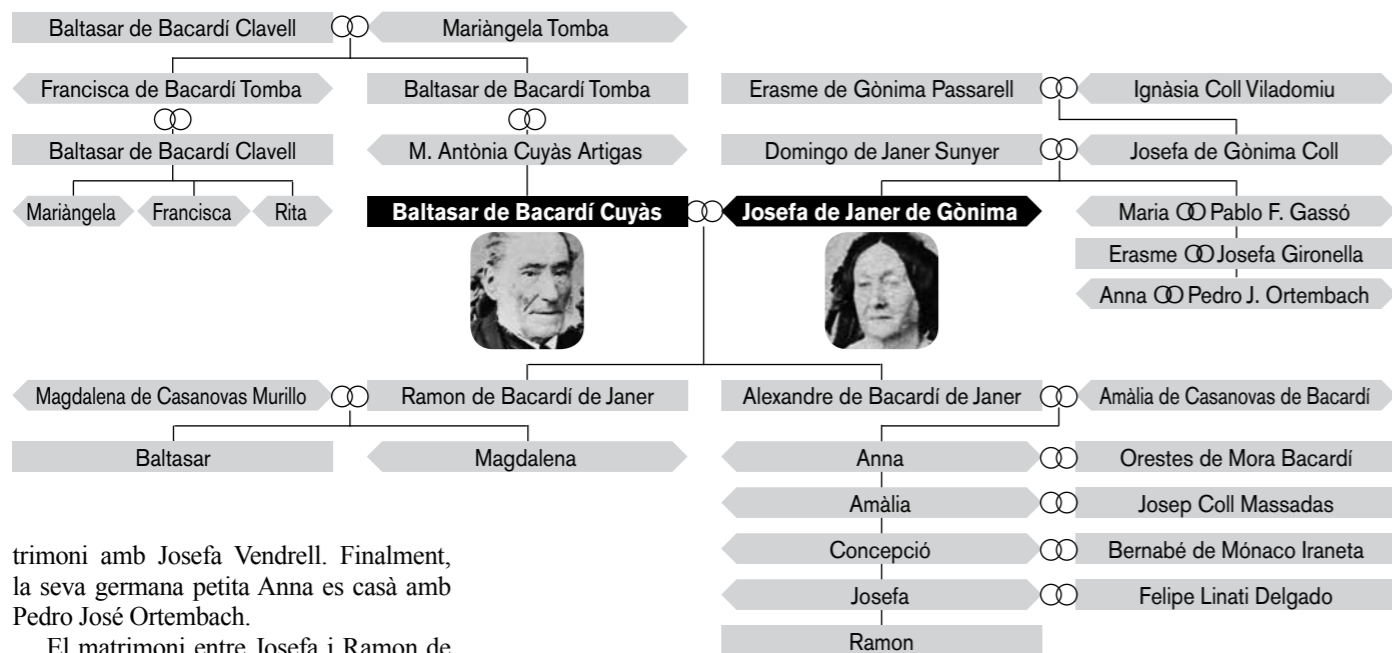 Baltasar de Bacardí Clavell
Mariàngela Tomba
Francisca de Bacardí Tomba
Baltasar de Bacardí Tomba
Erasme de Gònima Passarell
Ignàsia Coll Viladomiu
Baltasar de Bacardí Clavell
M. Antònia Cuyàs Artigas
Domingo de Janer Sunyer
Josefa de Gònima Coll
Mariàngela
Francisca
Rita
Baltasar de Bacardí Cuyàs
Josefa de Janer de Gònima
Maria Pablo F. Gassó
Erasme Josefa Gironella
Anna Pedro J. Ortembach
Magdalena de Casanovas Murillo
Ramon de Bacardí de Janer
Alexandre de Bacardí de Janer
Amàlia de Casanovas de Bacardí
Baltasar
Magdalena
Anna
Orestes de Mora Bacardí
Amàlia
Josep Coll Massadas
Concepció
Bernabé de Mónaco Iraneta
Josefa
Felipe Linati Delgado
Ramon
trimoni amb Josefa Vendrell. Finalment,
la seva germana petita Anna es casà amb
Pedro José Ortembach.
El matrimoni entre Josefa i Ramon de